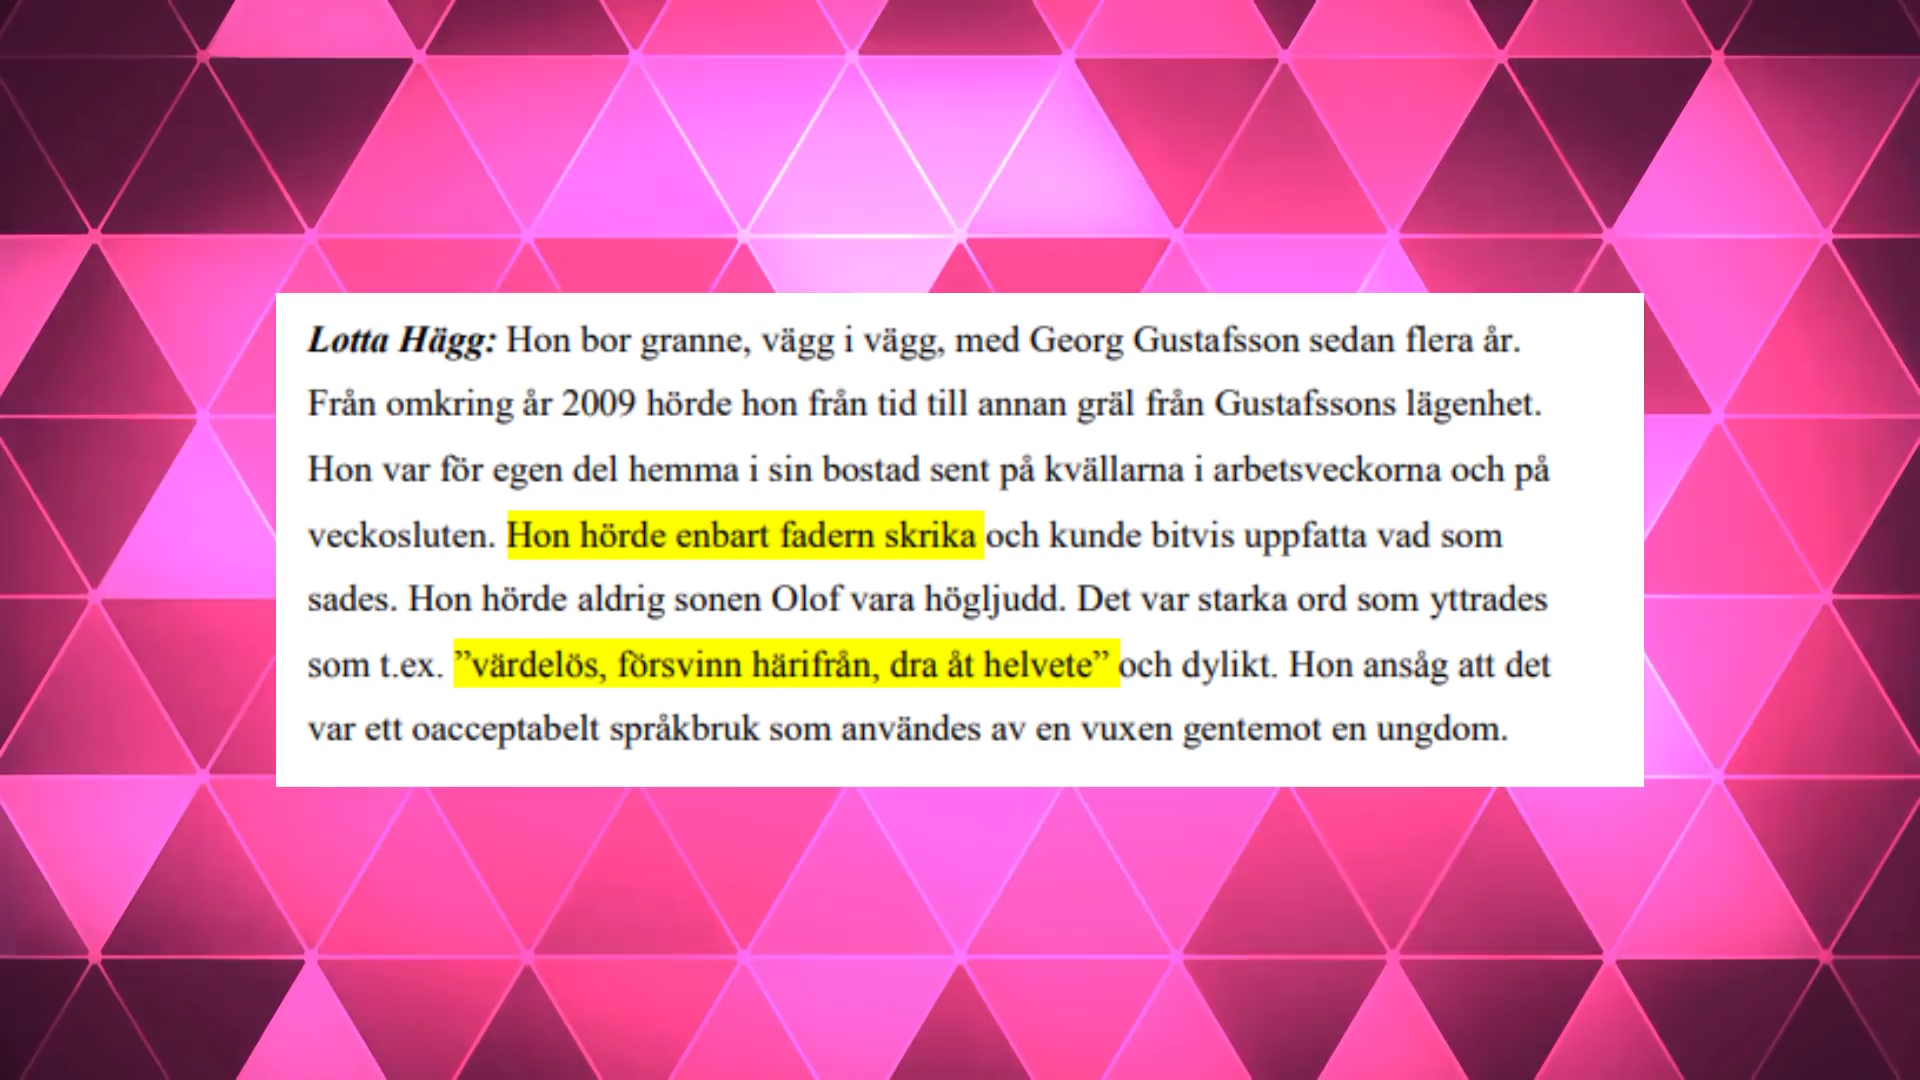 Lotta Hägg: Hon bor granne, vägg i vägg, med Georg Gustafsson sedan flera år.
Från omkring år 2009 hörde hon från tid till annan gräl från Gustafssons lägenhet.
Hon var för egen del hemma i sin bostad sent på kvällarna i arbetsveckorna och på
veckosluten. Hon hörde enbart fadern skrika och kunde bitvis uppfatta vad som
sades. Hon hörde aldrig sonen Olof vara högljudd. Det var starka ord som yttrades
som t.ex. ”värdelös, försvinn härifrån, dra åt helvete” och dylikt. Hon ansåg att det
var ett oacceptabelt språkbruk som användes av en vuxen gentemot en ungdom.